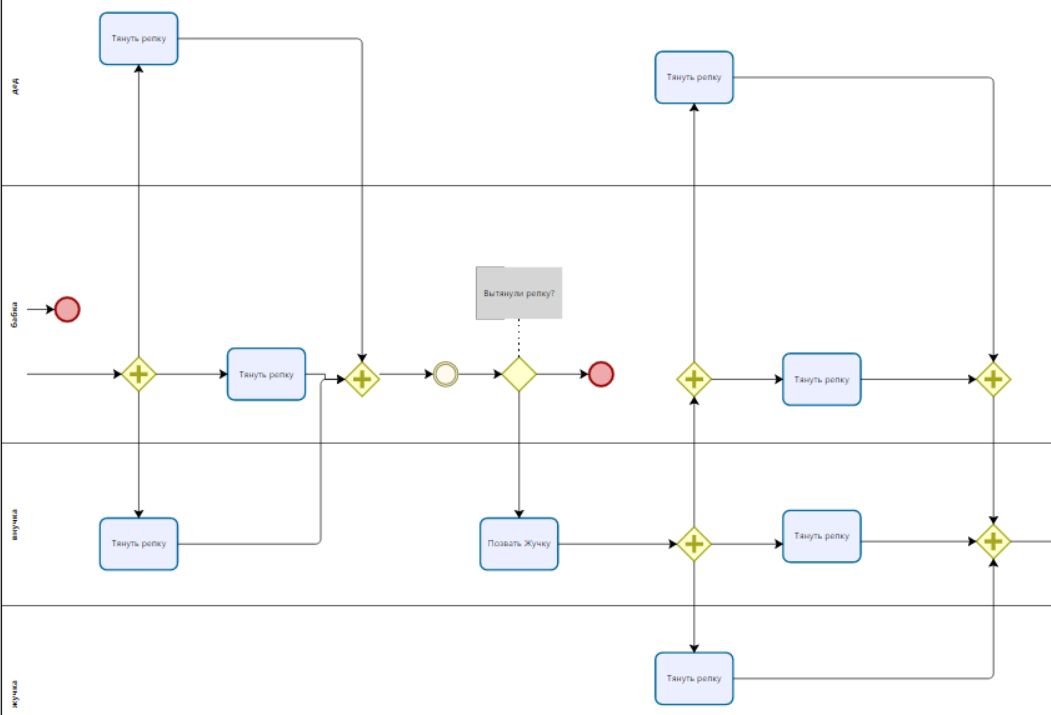 дед
Тянуть репку
Тянуть репку
бабка
Вытянули репку?
Тянуть репку
Тянуть репку
внучка
Тянуть репку
Позвать Жучку
Тянуть репку
жучка
Тянуть репку